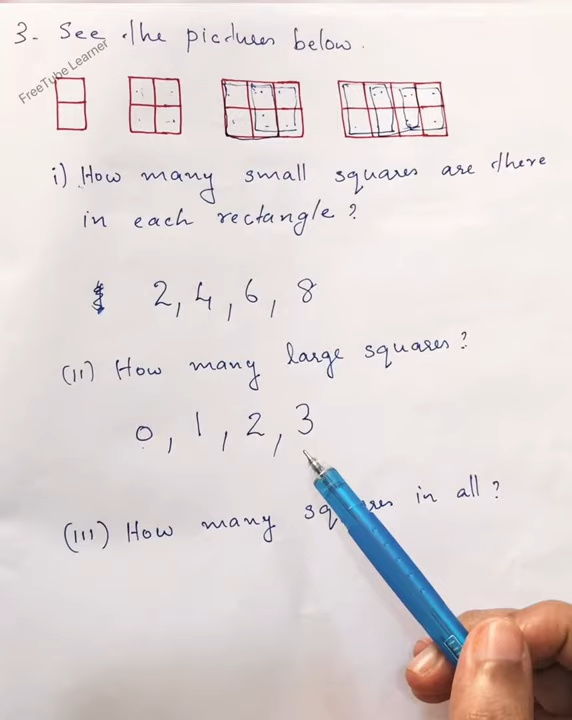 3. See the pictures below.
FreeTube Learner
i) How many small squares are there
in each rectangle?
2, 4, 6, 8
(ii) How many large squares?
0, 1, 2, 3
(iii) How many squares in all?